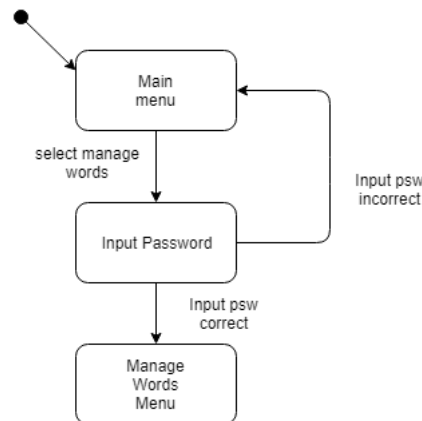 Main
menu
select manage
words
Input psw
incorrect
Input Password
Input psw
correct
Manage
Words
Menu